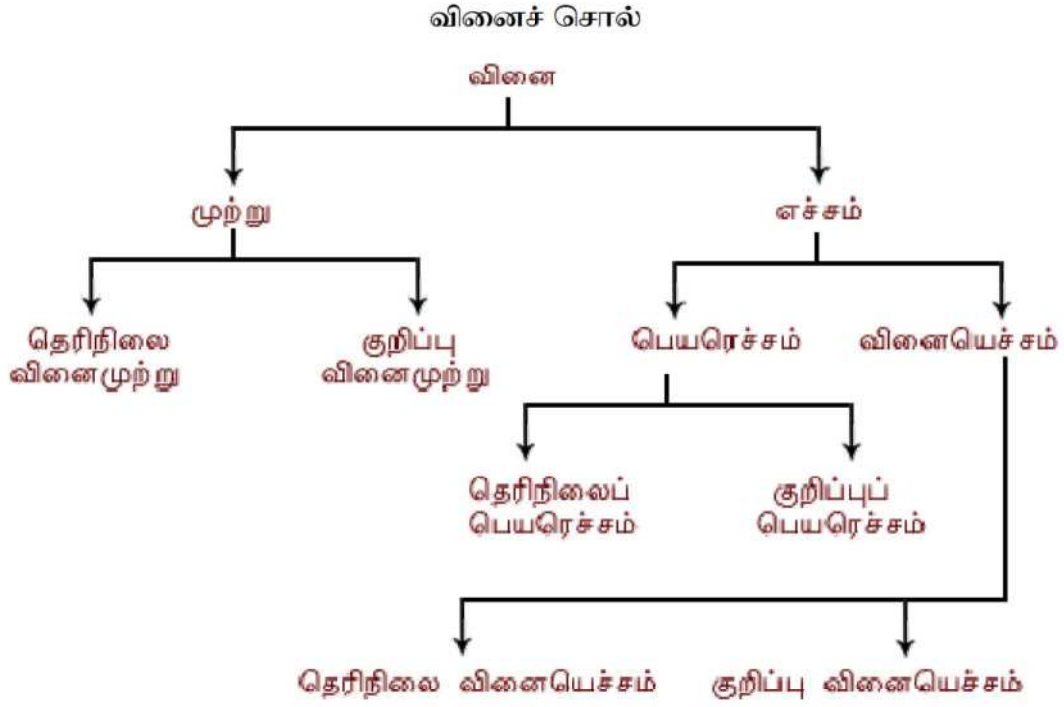 வினைச் சொல்
வினை
முற்று
எச்சம்
தெரிநிலை
வினைமுற்று
குறிப்பு
வினைமுற்று
பெயரெச்சம்
வினையெச்சம்
தெரிநிலைப்
பெயரெச்சம்
குறிப்புப்
பெயரெச்சம்
தெரிநிலை வினையெச்சம்
குறிப்பு வினையெச்சம்